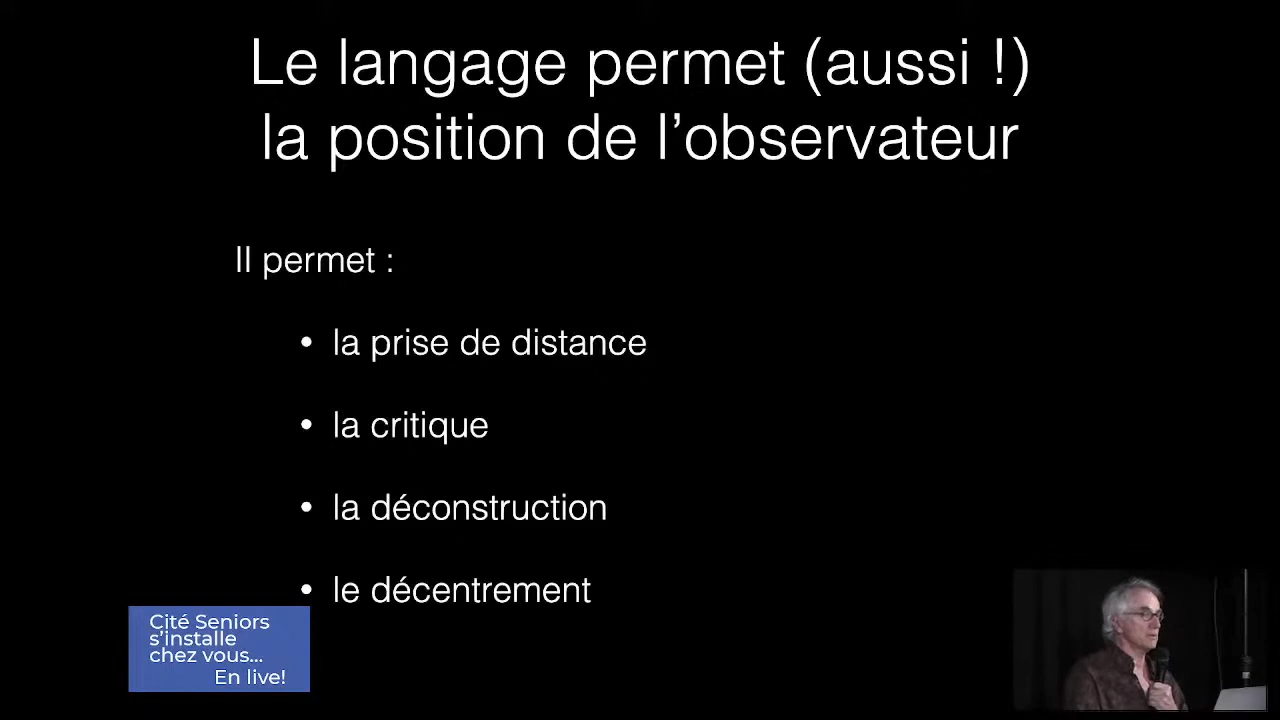 Le langage permet (aussi !)
la position de l’observateur
Il permet :
• la prise de distance
• la critique
• la déconstruction
• le décentrement
Cité Seniors
s’installe
chez vous...
En live!